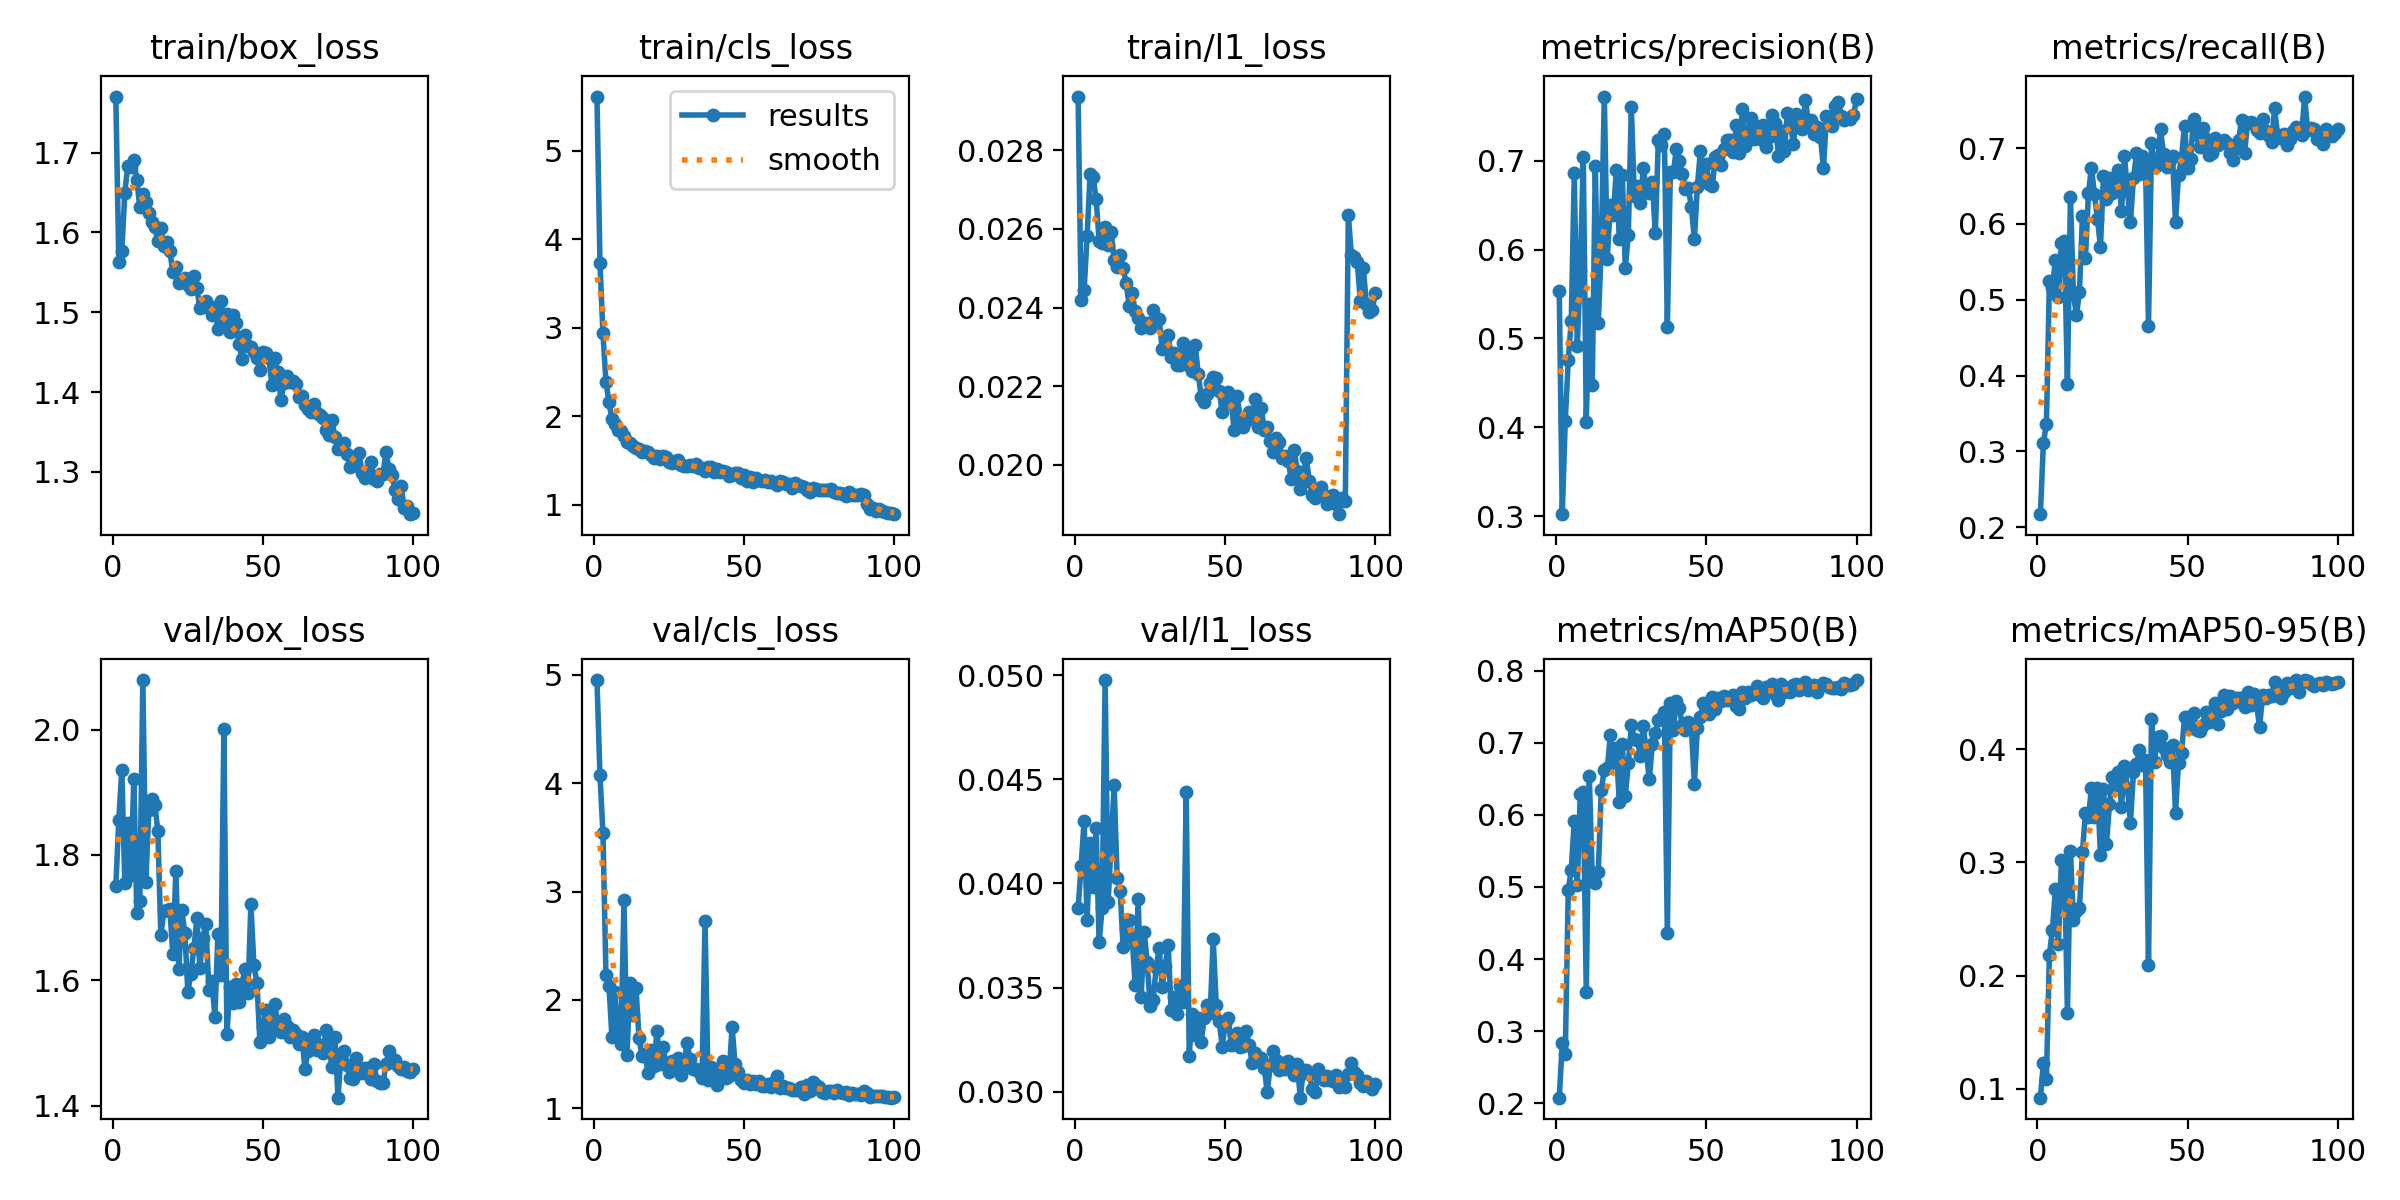 train/box_loss
train/cls_loss
train/l1_loss
metrics/precision(B)
metrics/recall(B)
1.7
1.6
1.5
1.4
1.3
0 50 100
5
4
3
2
1
0 50 100
results
smooth
0.028
0.026
0.024
0.022
0.020
0 50 100
0.7
0.6
0.5
0.4
0.3
0 50 100
0.7
0.6
0.5
0.4
0.3
0.2
0 50 100
val/box_loss
val/cls_loss
val/l1_loss
metrics/mAP50(B)
metrics/mAP50-95(B)
2.0
1.8
1.6
1.4
0 50 100
5
4
3
2
1
0 50 100
0.050
0.045
0.040
0.035
0.030
0 50 100
0.8
0.7
0.6
0.5
0.4
0.3
0.2
0 50 100
0.4
0.3
0.2
0.1
0 50 100